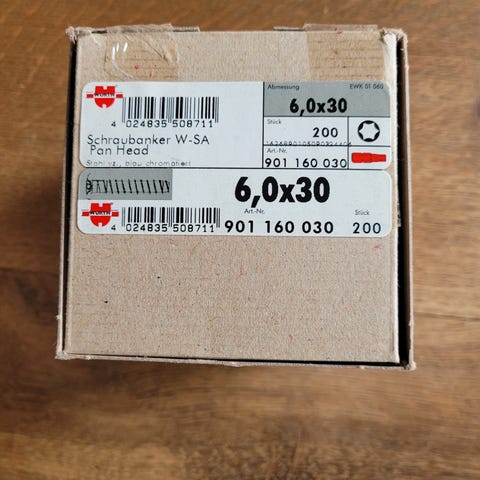 WÜRTH
4 024835 508711
Schraubanker W-SA
Pan Head
Stahl vz., blau chromatiert
Abmessung EWK 01 060
6,0x30
Stück
200
Art.-Nr.
901 160 030
6,0x30
WÜRTH
4 024835 508711
Art.-Nr.
901 160 030
Stück
200